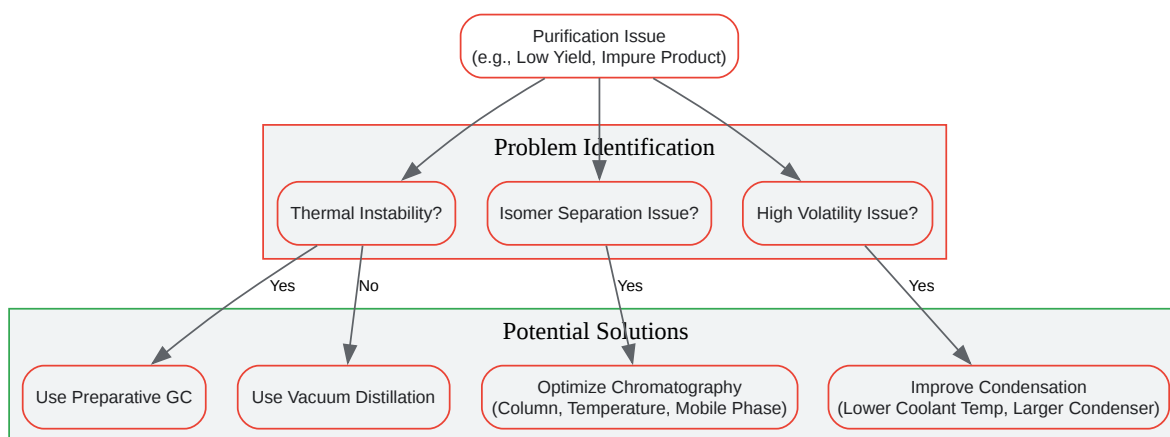 Purification Issue
(e.g., Low Yield, Impure Product)
Problem Identification
Thermal Instability?
Isomer Separation Issue?
High Volatility Issue?
Yes
No
Yes
Yes
Potential Solutions
Use Preparative GC
Use Vacuum Distillation
Optimize Chromatography
(Column, Temperature, Mobile Phase)
Improve Condensation
(Lower Coolant Temp, Larger Condenser)